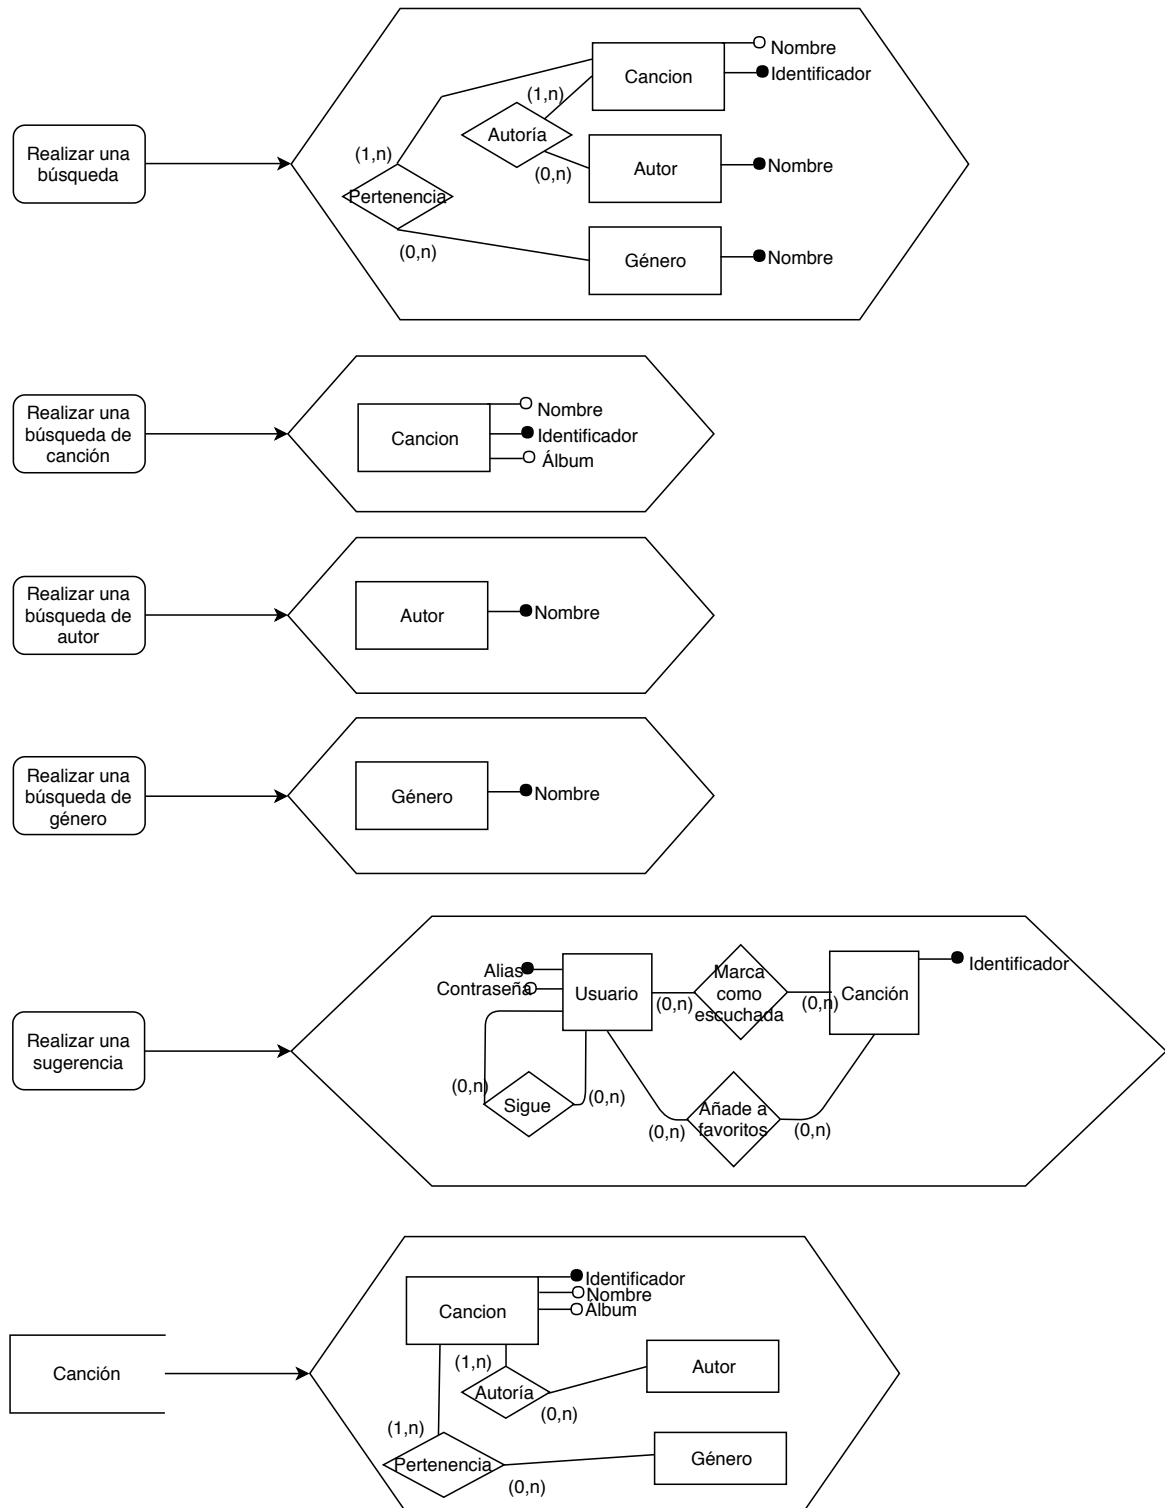 Realizar una
búsqueda
Cancion
Nombre
Identificador
(1,n)
Autoría
(0,n)
Autor
Nombre
(1,n)
Pertenencia
(0,n)
Género
Nombre
Realizar una
búsqueda de
canción
Cancion
Nombre
Identificador
Álbum
Realizar una
búsqueda de
autor
Autor
Nombre
Realizar una
búsqueda de
género
Género
Nombre
Realizar una
sugerencia
Alias
Contraseña
Usuario
(0,n)
Marca
como
escuchada
(0,n)
Canción
Identificador
(0,n)
Sigue
(0,n)
(0,n)
Añade a
favoritos
(0,n)
Canción
Cancion
Identificador
Nombre
Álbum
(1,n)
Autoría
(0,n)
Autor
(1,n)
Pertenencia
(0,n)
Género